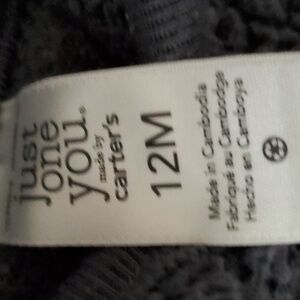 just
one
you.
made by
carter's
12M
Made in Cambodia
Fabriqué au Cambodge
Hecho en Camboya